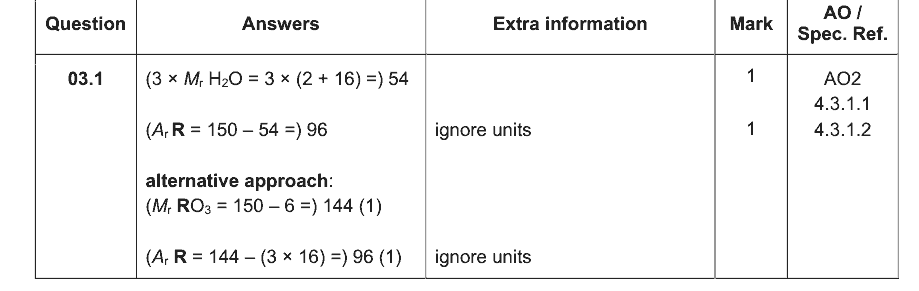 Question Answers Extra information Mark AO / Spec. Ref.
03.1 (3 × Mᵣ H₂O = 3 × (2 + 16) =) 54 1 AO2
4.3.1.1
(Aᵣ R = 150 – 54 =) 96 ignore units 1 4.3.1.2
alternative approach:
(Mᵣ RO₃ = 150 – 6 =) 144 (1)
(Aᵣ R = 144 – (3 × 16) =) 96 (1) ignore units